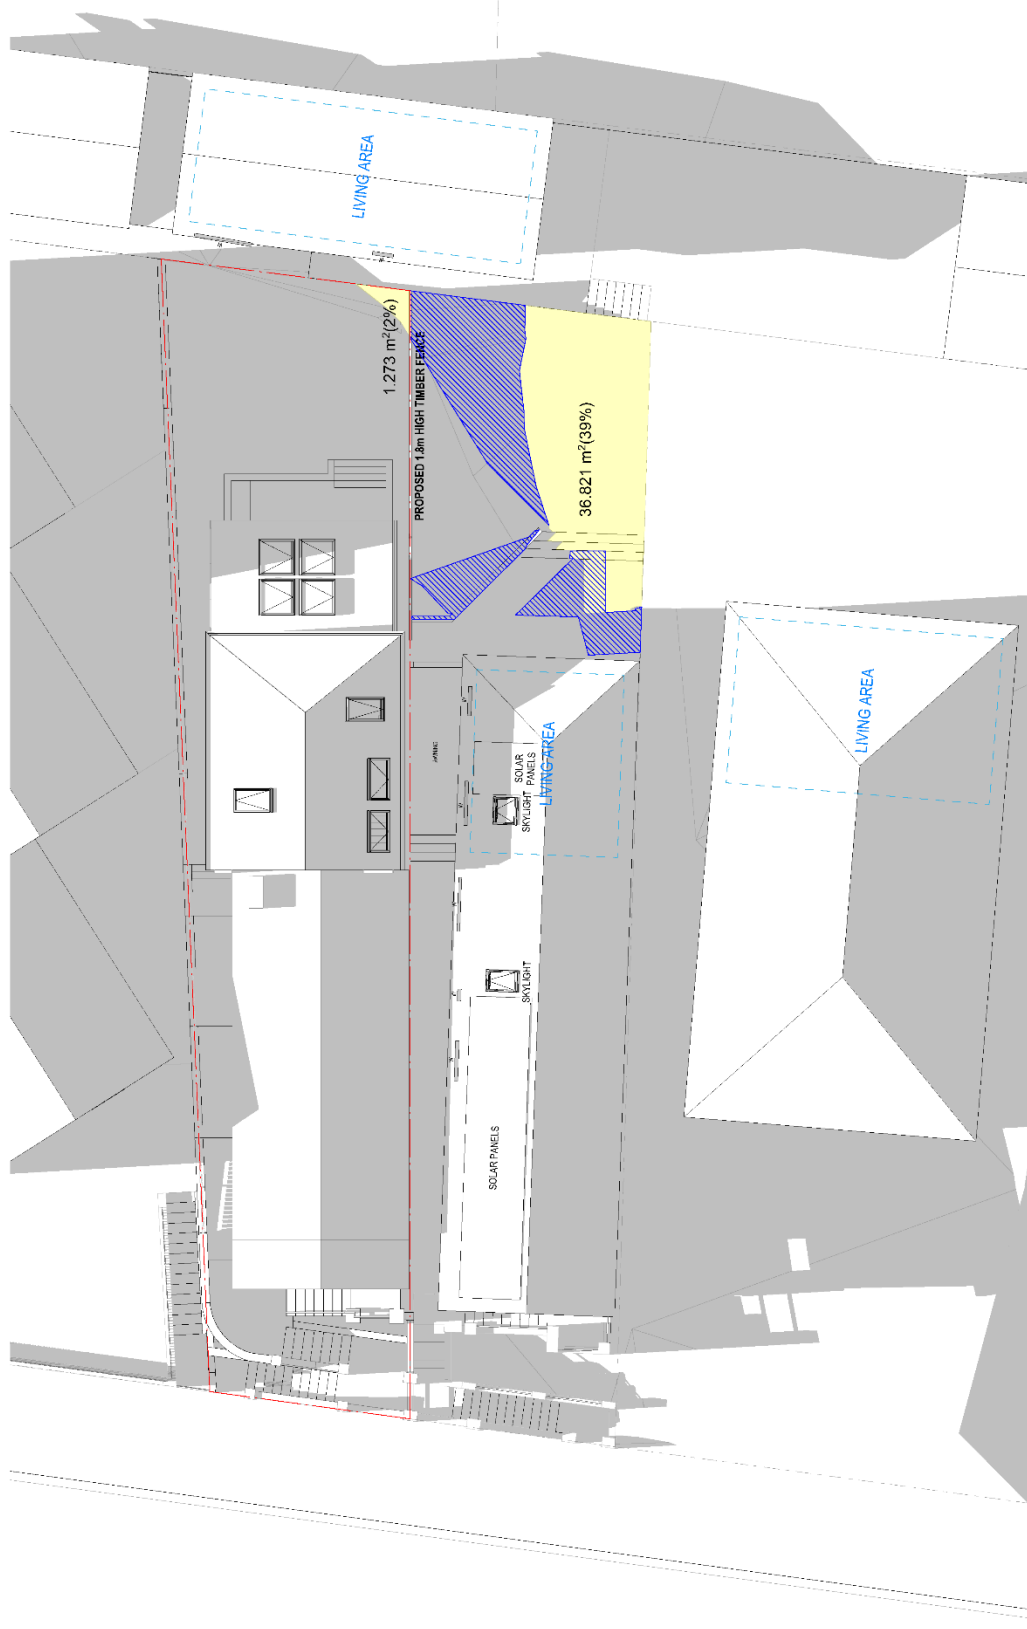 LIVING AREA
1.273 m²(2%)
PROPOSED 1.8m HIGH TIMBER FENCE
36.821 m²(39%)
AWNING
SOLAR
PANELS
SKYLIGHT
LIVING AREA
LIVING AREA
SKYLIGHT
SOLAR PANELS